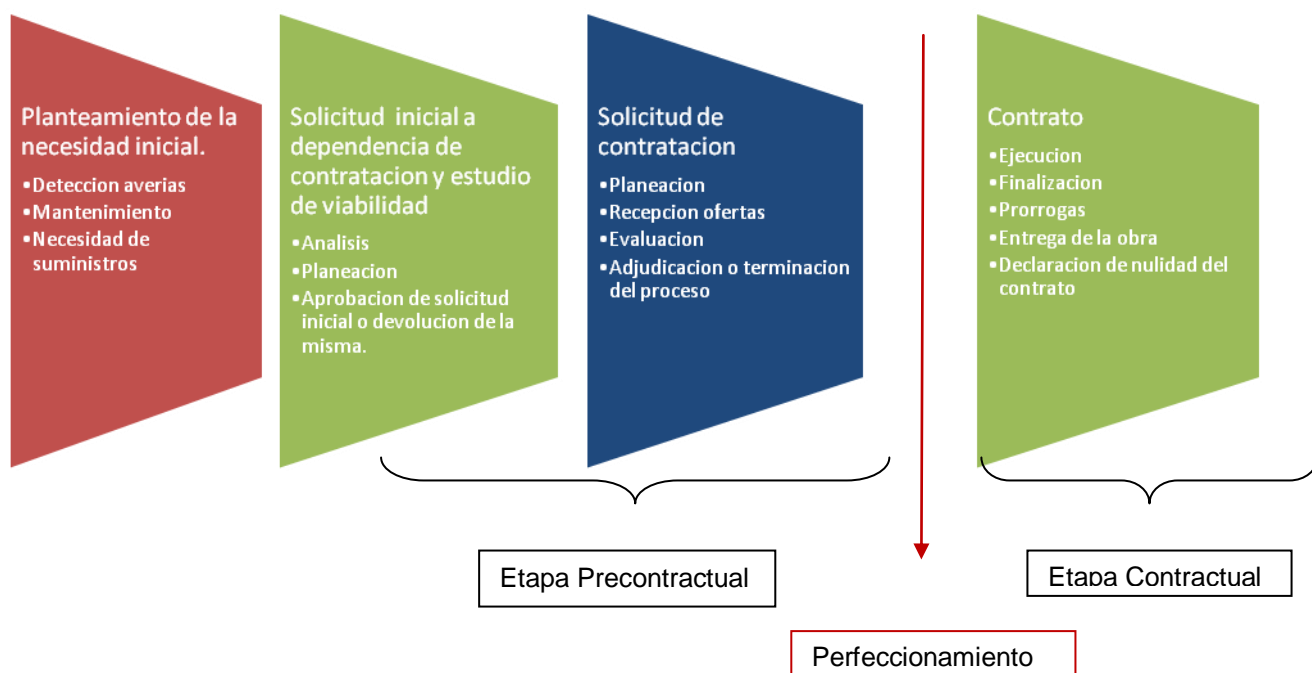 Planteamiento de la
necesidad inicial.
•Deteccion averias
•Mantenimiento
•Necesidad de
suministros
Solicitud inicial a
dependencia de
contratacion y estudio
de viabilidad
•Analisis
•Planeacion
•Aprobacion de solicitud
inicial o devolucion de la
misma.
Solicitud de
contratacion
•Planeacion
•Recepcion ofertas
•Evaluacion
•Adjudicacion o terminacion
del proceso
Contrato
•Ejecucion
•Finalizacion
•Prorrogas
•Entrega de la obra
•Declaracion de nulidad del
contrato
Etapa Precontractual
Etapa Contractual
Perfeccionamiento